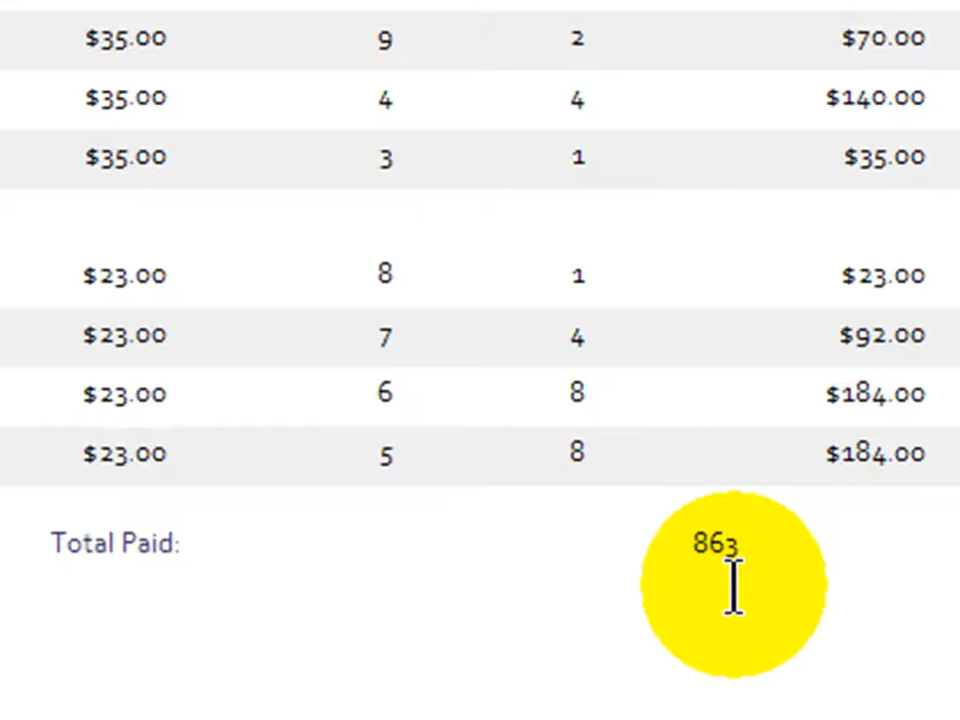 $35.00 9 2 $70.00
$35.00 4 4 $140.00
$35.00 3 1 $35.00
$23.00 8 1 $23.00
$23.00 7 4 $92.00
$23.00 6 8 $184.00
$23.00 5 8 $184.00
Total Paid: 863